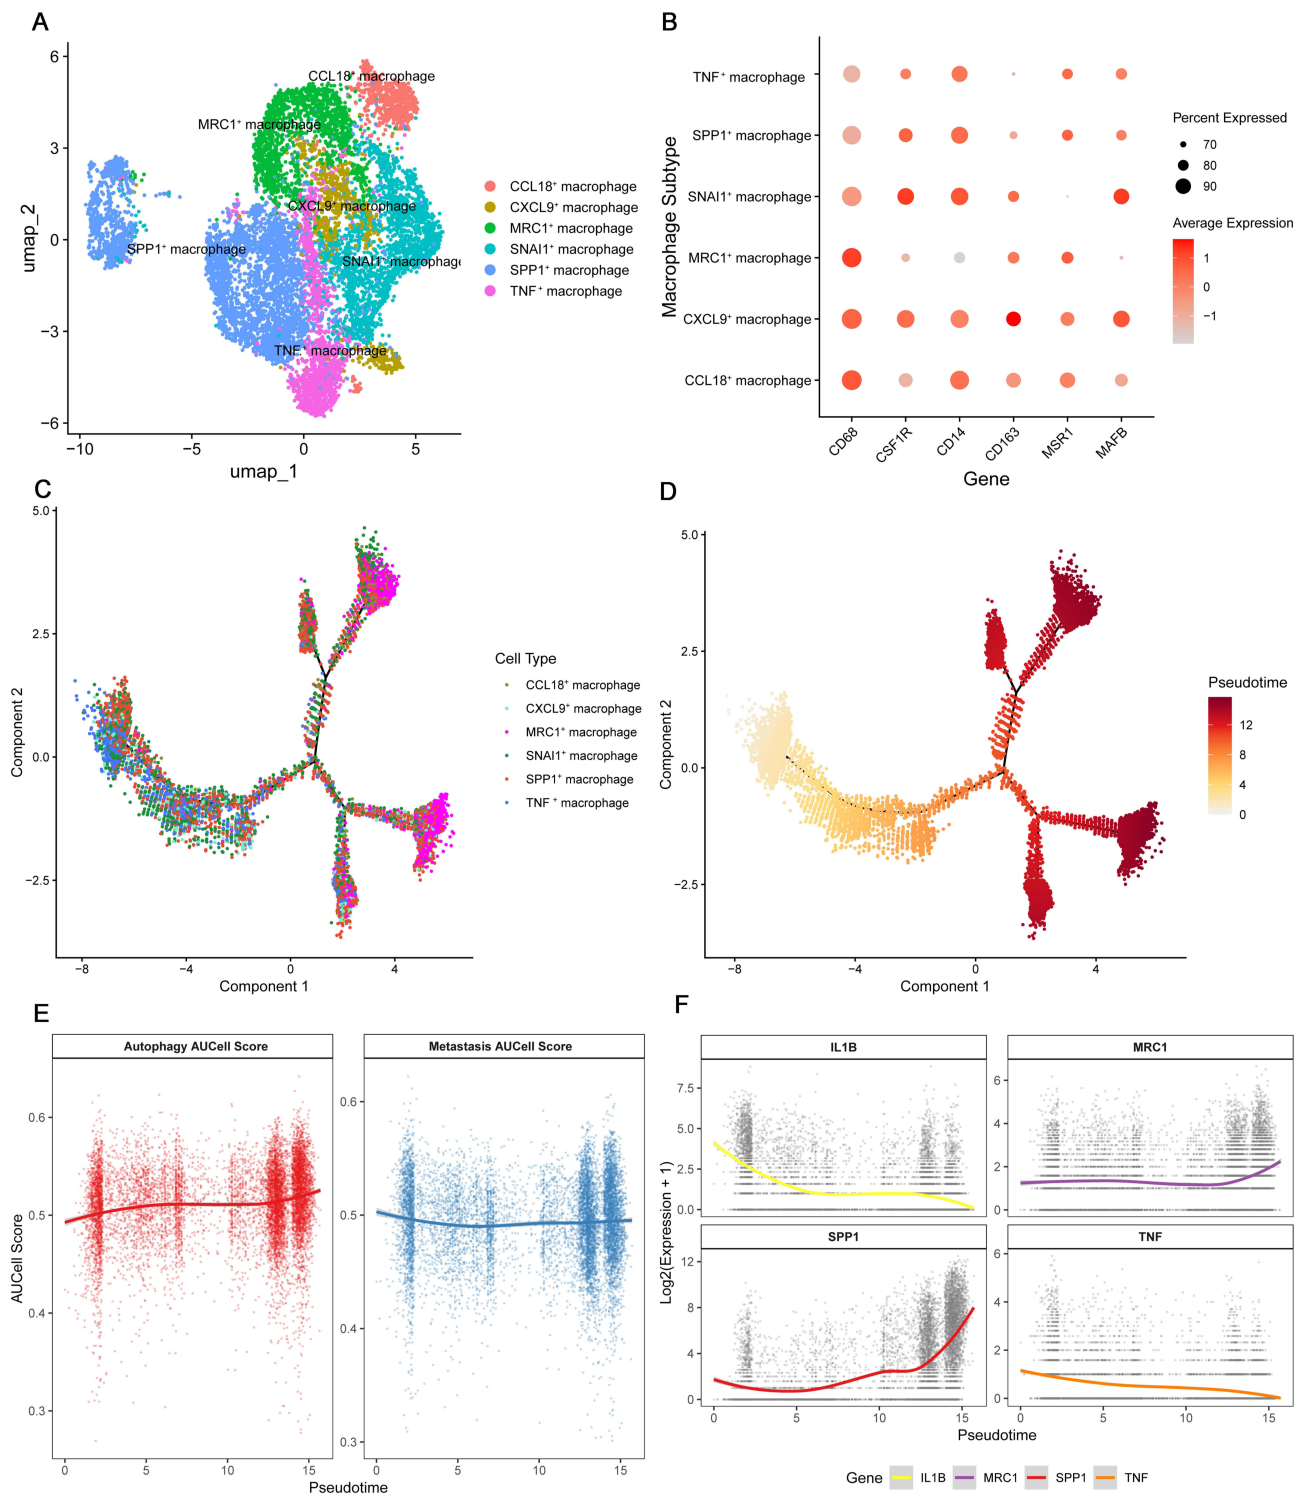 A
6
3
0
−3
−6
−10
−5
0
5
umap_2
umap_1
CCL18⁺ macrophage
MRC1⁺ macrophage
CXCL9⁺ macrophage
SPP1⁺ macrophage
SNAI1⁺ macrophage
TNF⁺ macrophage
CCL18⁺ macrophage
CXCL9⁺ macrophage
MRC1⁺ macrophage
SNAI1⁺ macrophage
SPP1⁺ macrophage
TNF⁺ macrophage
B
Macrophage Subtype
TNF⁺ macrophage
SPP1⁺ macrophage
SNAI1⁺ macrophage
MRC1⁺ macrophage
CXCL9⁺ macrophage
CCL18⁺ macrophage
CD68
CSF1R
CD14
CD163
MSR1
MAFB
Gene
Percent Expressed
70
80
90
Average Expression
1
0
−1
C
5.0
2.5
0.0
−2.5
−8
−4
0
4
Component 2
Component 1
Cell Type
CCL18⁺ macrophage
CXCL9⁺ macrophage
MRC1⁺ macrophage
SNAI1⁺ macrophage
SPP1⁺ macrophage
TNF⁺ macrophage
D
5.0
2.5
0.0
−2.5
−8
−4
0
4
Component 2
Component 1
Pseudotime
12
8
4
0
E
Autophagy AUCell Score
Metastasis AUCell Score
AUCell Score
0.6
0.5
0.4
0.3
0.6
0.5
0.4
0.3
0
5
10
15
0
5
10
15
Pseudotime
F
IL1B
MRC1
7.5
5.0
2.5
0.0
6
4
2
0
SPP1
TNF
12
8
4
0
6
4
2
0
Log2(Expression + 1)
0
5
10
15
0
5
10
15
Pseudotime
Gene
IL1B
MRC1
SPP1
TNF